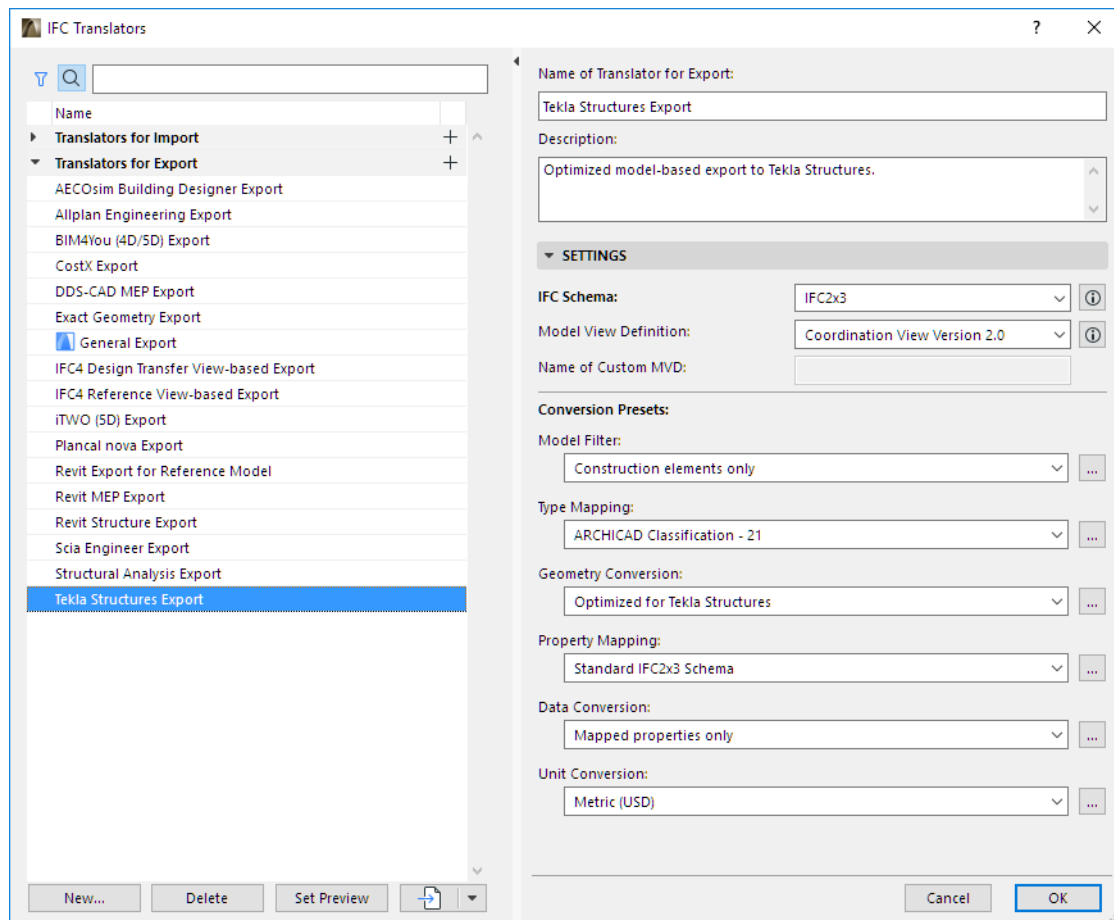 IFC Translators
Name
Translators for Import
Translators for Export
AECOsim Building Designer Export
Allplan Engineering Export
BIM4You (4D/5D) Export
CostX Export
DDS-CAD MEP Export
Exact Geometry Export
General Export
IFC4 Design Transfer View-based Export
IFC4 Reference View-based Export
iTWO (5D) Export
Plancal nova Export
Revit Export for Reference Model
Revit MEP Export
Revit Structure Export
Scia Engineer Export
Structural Analysis Export
Tekla Structures Export
New...
Delete
Set Preview
Name of Translator for Export:
Tekla Structures Export
Description:
Optimized model-based export to Tekla Structures.
SETTINGS
IFC Schema:
IFC2x3
Model View Definition:
Coordination View Version 2.0
Name of Custom MVD:
Conversion Presets:
Model Filter:
Construction elements only
...
Type Mapping:
ARCHICAD Classification - 21
...
Geometry Conversion:
Optimized for Tekla Structures
...
Property Mapping:
Standard IFC2x3 Schema
...
Data Conversion:
Mapped properties only
...
Unit Conversion:
Metric (USD)
...
Cancel
OK